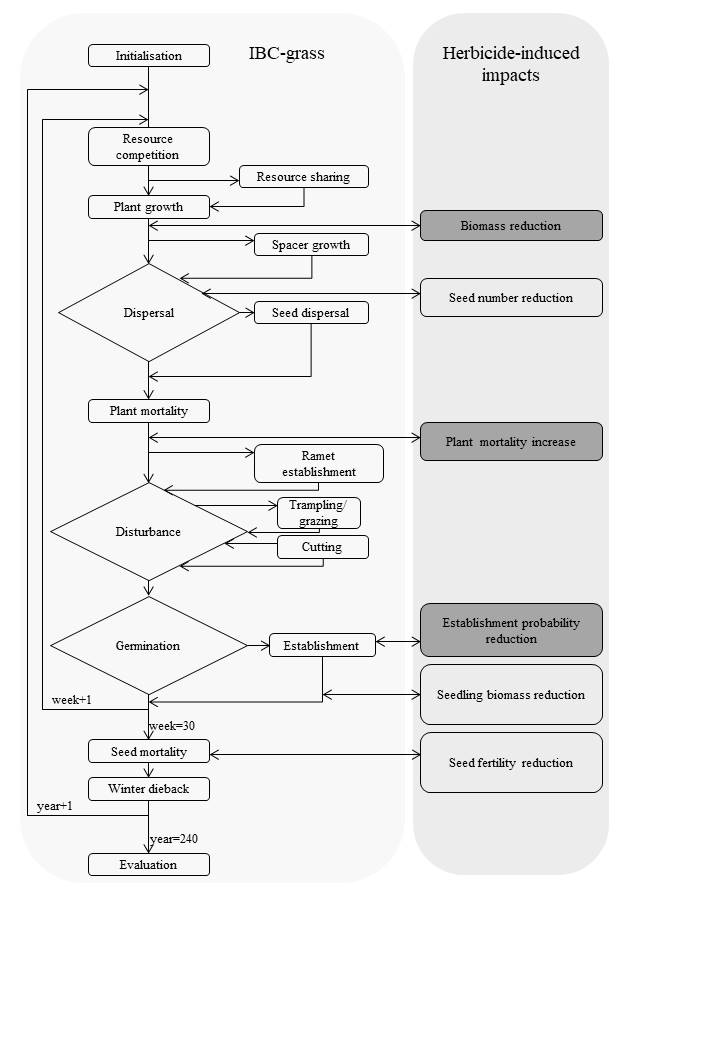 IBC-grass
Herbicide-induced
impacts
Initialisation
Resource
competition
Resource sharing
Plant growth
Biomass reduction
Spacer growth
Seed number reduction
Dispersal
Seed dispersal
Plant mortality
Plant mortality increase
Ramet
establishment
Trampling/
grazing
Disturbance
Cutting
Establishment probability
reduction
Germination
Establishment
Seedling biomass reduction
week+1
week=30
Seed mortality
Seed fertility reduction
Winter dieback
year+1
year=240
Evaluation